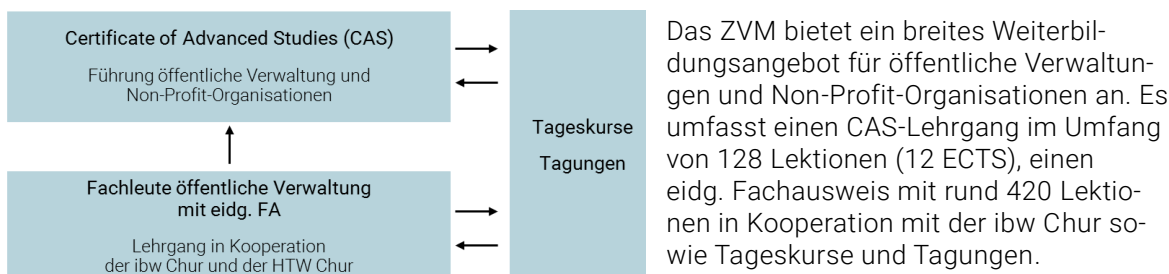 Certificate of Advanced Studies (CAS)
Führung öffentliche Verwaltung und
Non-Profit-Organisationen
Fachleute öffentliche Verwaltung
mit eidg. FA
Lehrgang in Kooperation
der ibw Chur und der HTW Chur
Tageskurse
Tagungen
Das ZVM bietet ein breites Weiterbil-
dungsangebot für öffentliche Verwaltun-
gen und Non-Profit-Organisationen an. Es
umfasst einen CAS-Lehrgang im Umfang
von 128 Lektionen (12 ECTS), einen
eidg. Fachausweis mit rund 420 Lektio-
nen in Kooperation mit der ibw Chur so-
wie Tageskurse und Tagungen.